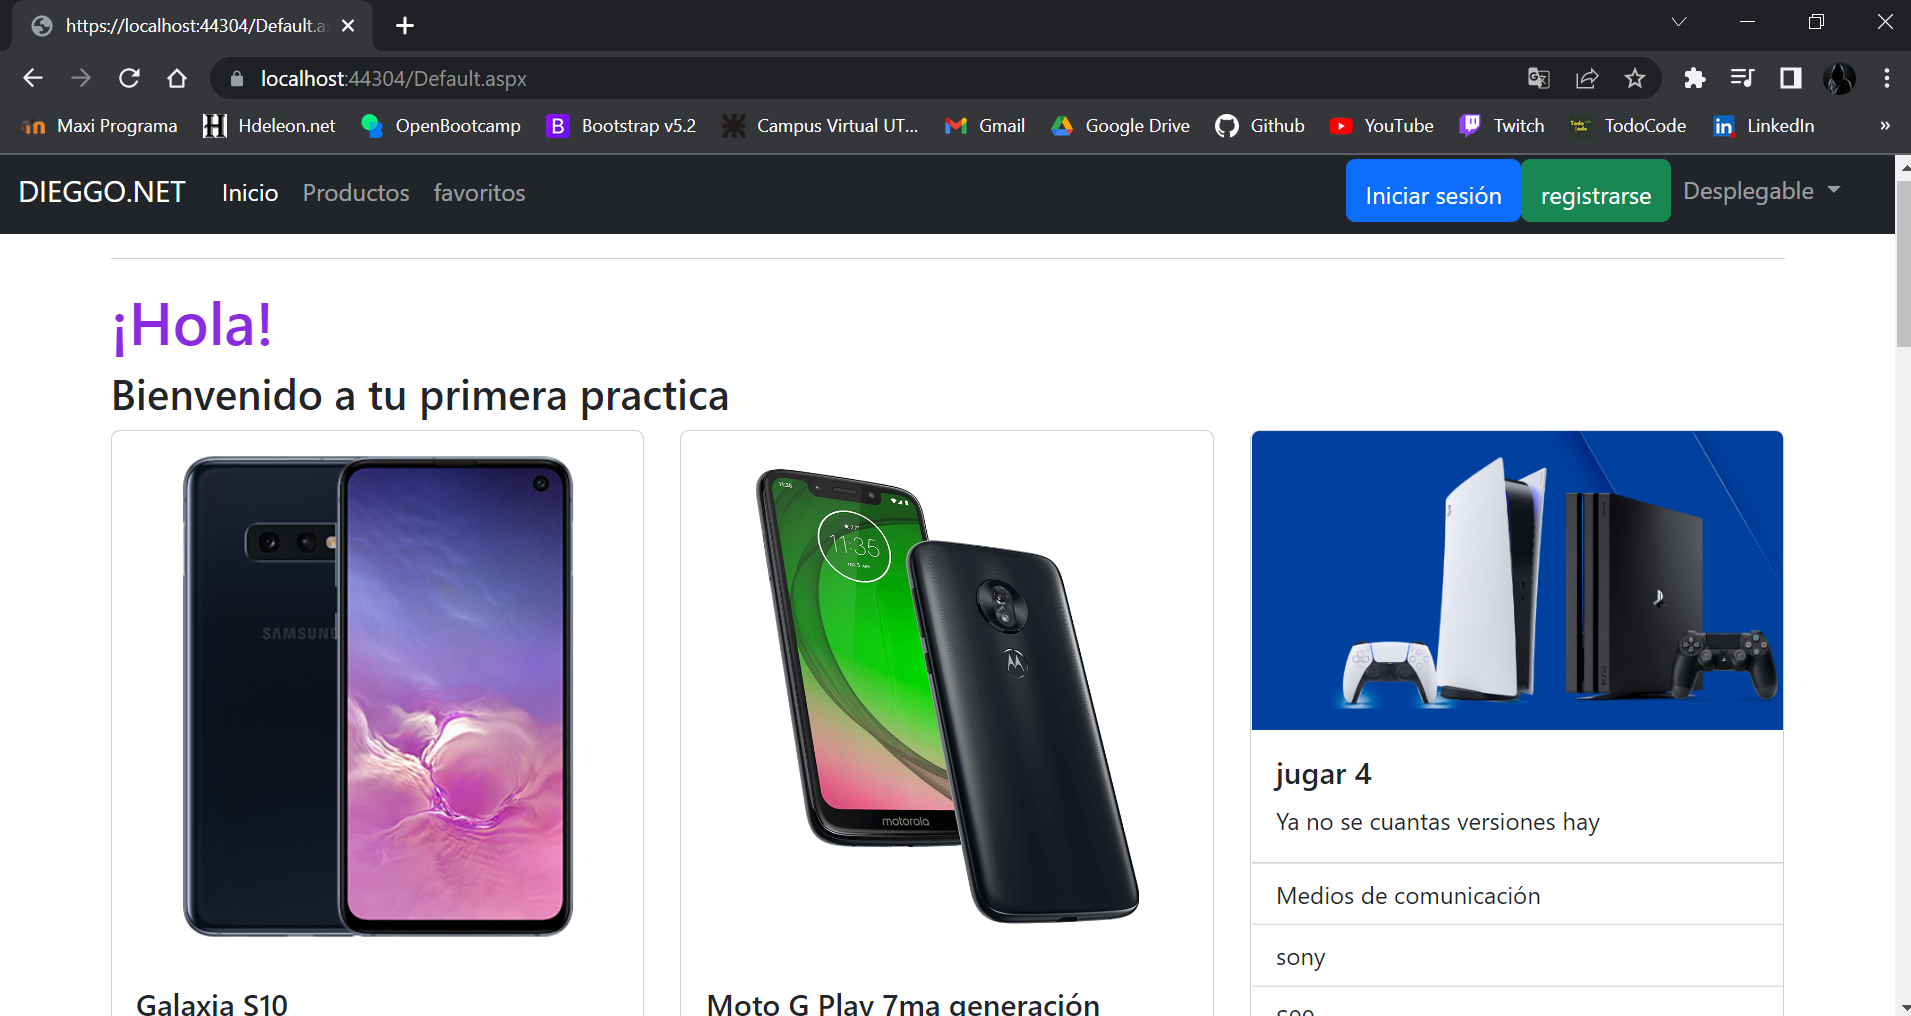 https://localhost:44304/Default.a
localhost:44304/Default.aspx
Maxi Programa
Hdeleon.net
OpenBootcamp
B
Bootstrap v5.2
Campus Virtual UT...
Gmail
Google Drive
Github
YouTube
Twitch
TodoCode
in
LinkedIn
»
DIEGGO.NET
Inicio
Productos
favoritos
Iniciar sesión
registrarse
Desplegable
¡Hola!
Bienvenido a tu primera practica
SAMSUNG
11:35
motorola
Galaxia S10
Moto G Play 7ma generación
jugar 4
Ya no se cuantas versiones hay
Medios de comunicación
sony